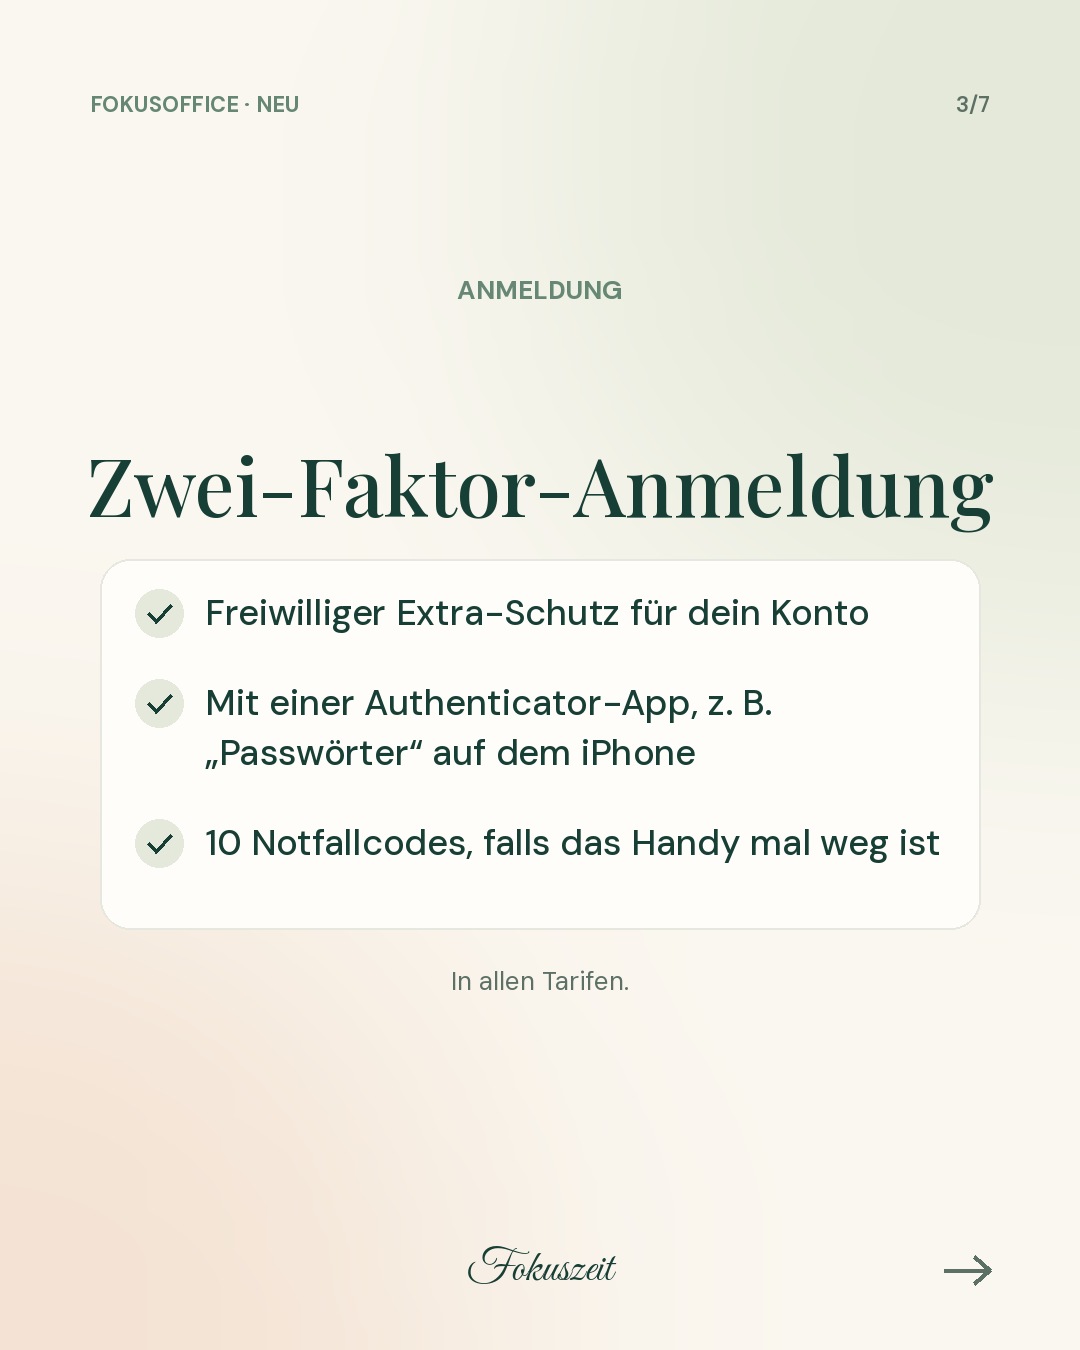 FOKUSOFFICE · NEU
3/7
ANMELDUNG
Zwei-Faktor-Anmeldung
Freiwilliger Extra-Schutz für dein Konto
Mit einer Authenticator-App, z. B.
„Passwörter“ auf dem iPhone
10 Notfallcodes, falls das Handy mal weg ist
In allen Tarifen.
Fokuszeit